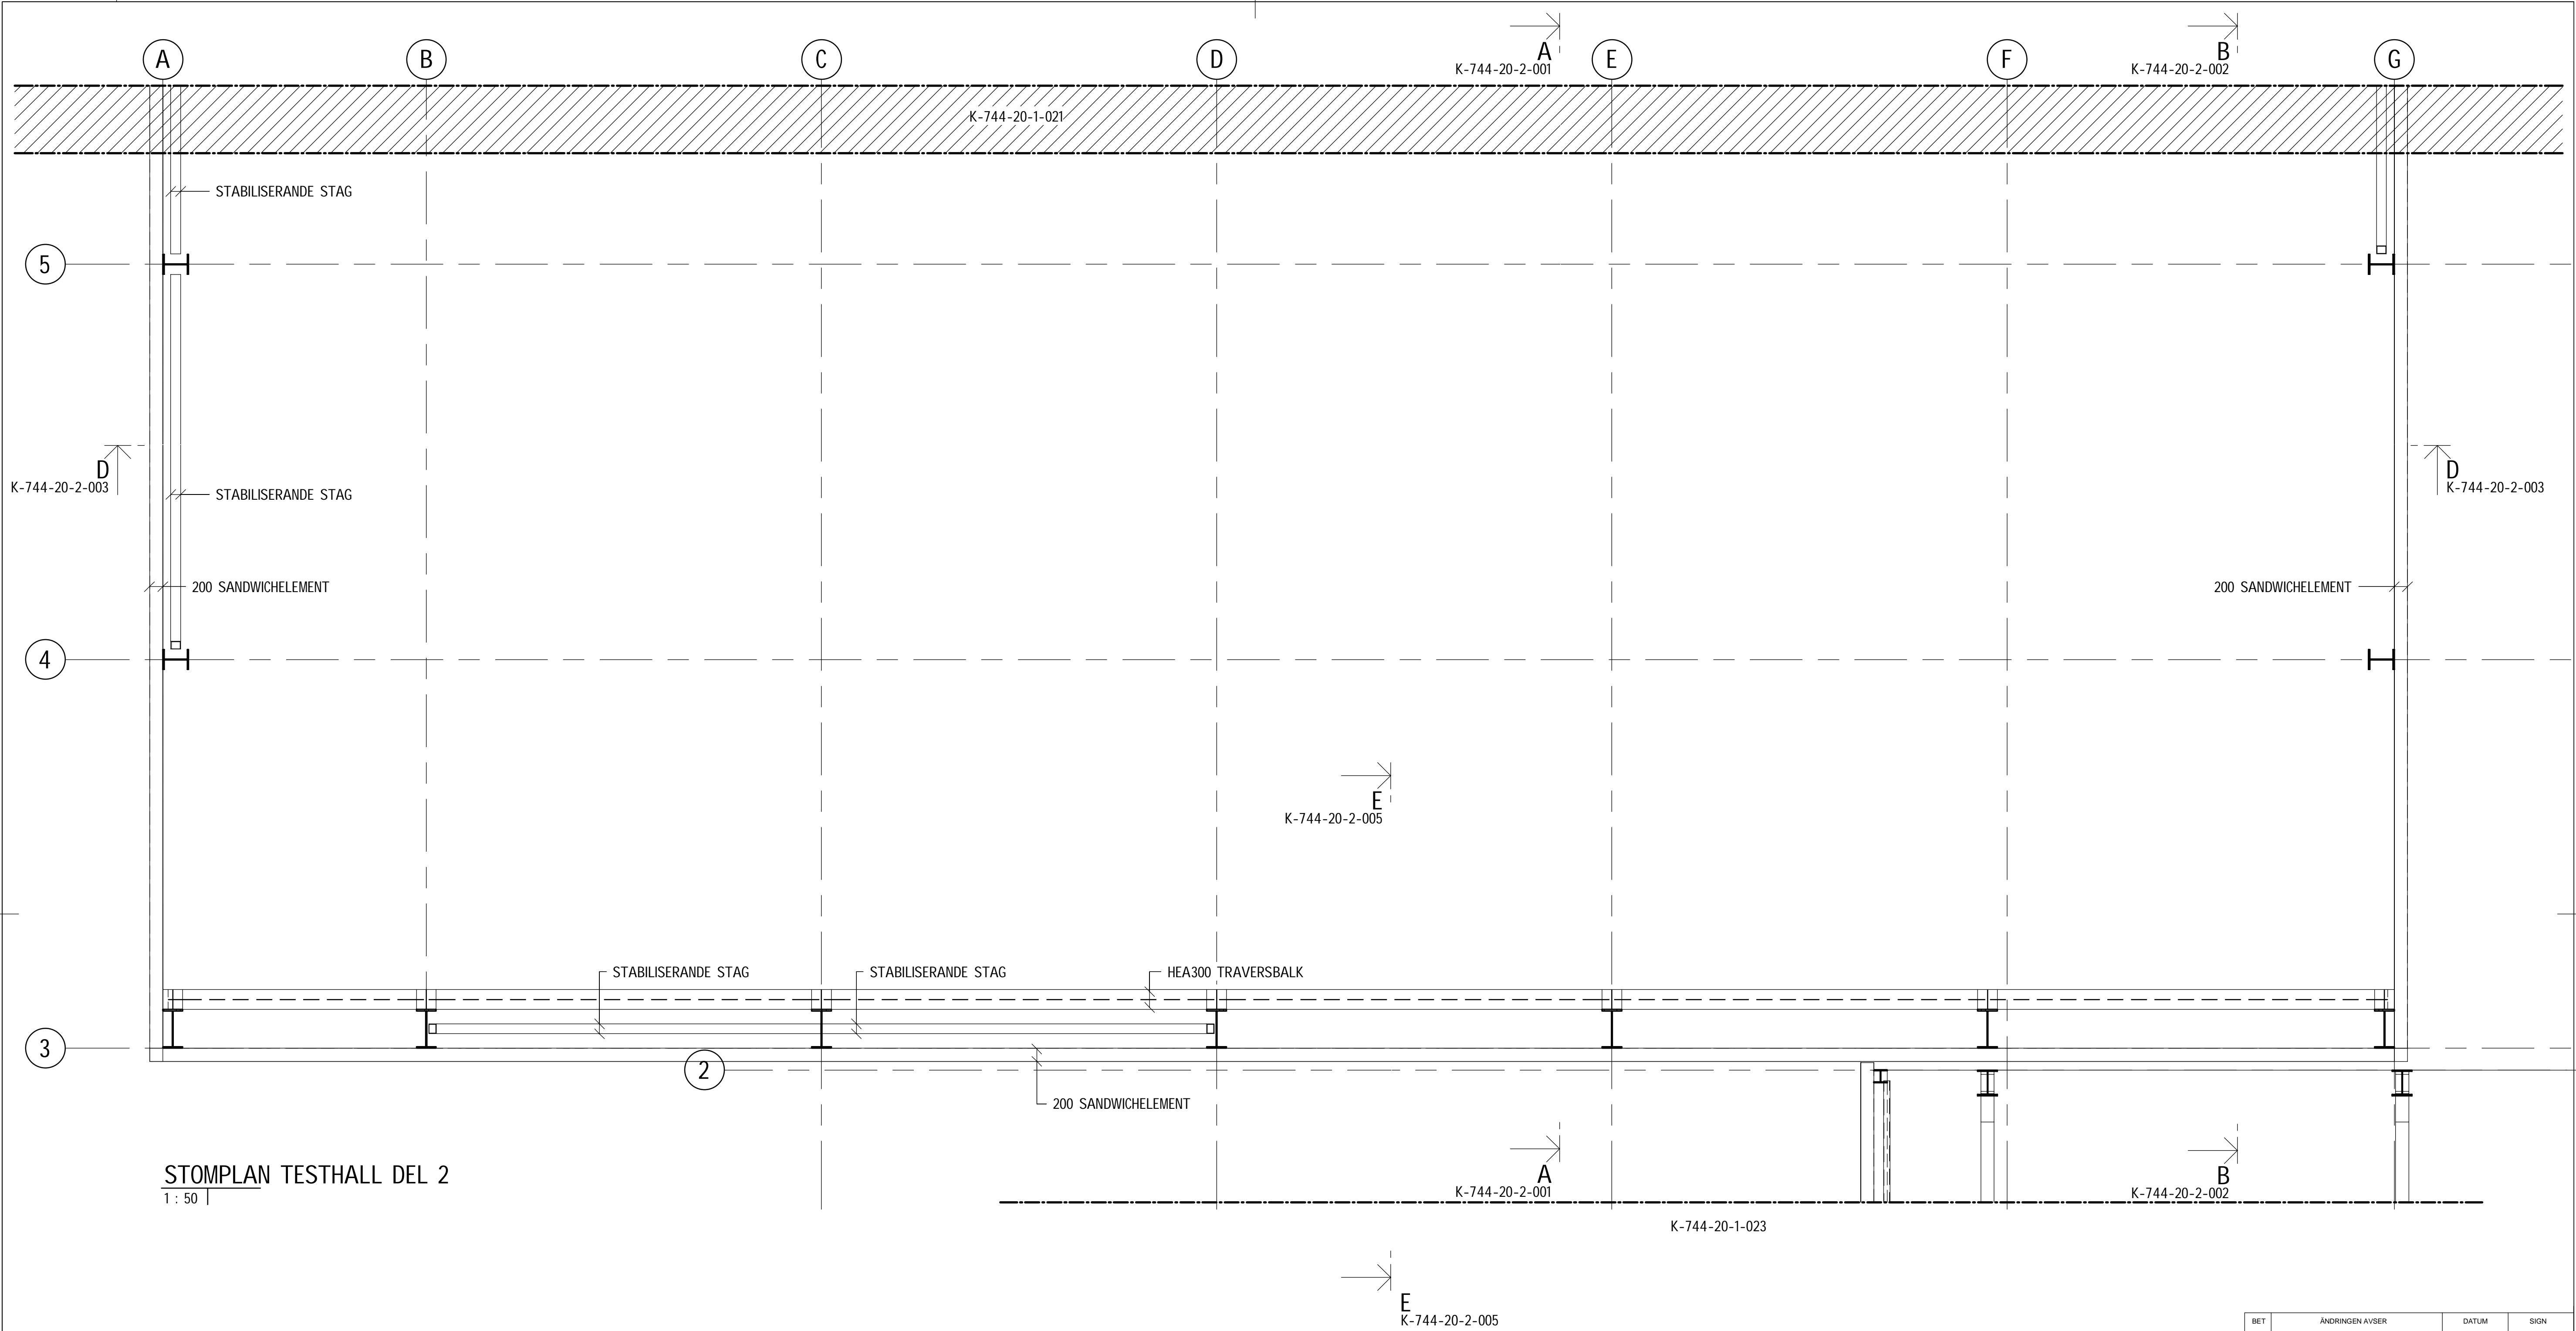 A
K-744-20-2-001
B
K-744-20-2-002
A B C D E F G
K-744-20-1-021
STABILISERANDE STAG
5
D
K-744-20-2-003
D
K-744-20-2-003
STABILISERANDE STAG
200 SANDWICHELEMENT
200 SANDWICHELEMENT
4
E
K-744-20-2-005
STABILISERANDE STAG
STABILISERANDE STAG
HEA300 TRAVERSBALK
3
2
200 SANDWICHELEMENT
STOMPLAN TESTHALL DEL 2
1 : 50
A
K-744-20-2-001
B
K-744-20-2-002
K-744-20-1-023
E
K-744-20-2-005
BET ÄNDRINGEN AVSER DATUM SIGN